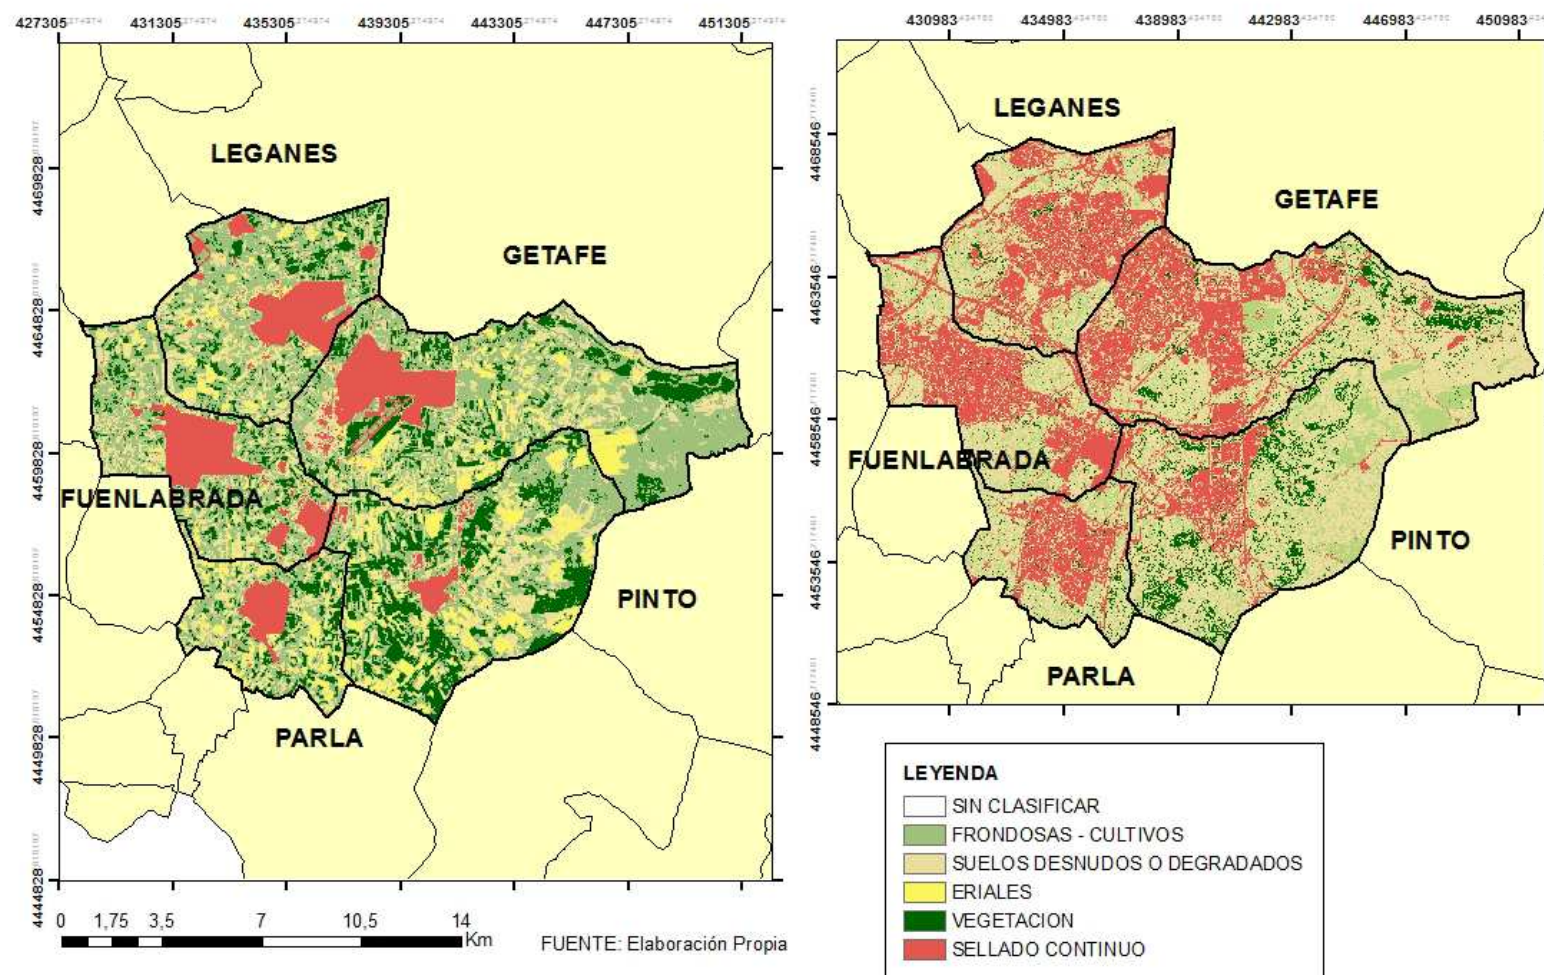 427305 431305 435305 439305 443305 447305 451305
430983 434983 438983 442983 446983 450983
4469828
4464828
4459828
4454828
4449828
4444828
LEGANES
GETAFE
FUENLABRADA
PINTO
PARLA
4468546
4463546
4458546
4453546
4448546
LEGANES
GETAFE
FUENLABRADA
PINTO
PARLA
0 1,75 3,5 7 10,5 14
Km
FUENTE: Elaboración Propia
LEYENDA
SIN CLASIFICAR
FRONDOSAS - CULTIVOS
SUELOS DESNUDOS O DEGRADADOS
ERIALES
VEGETACION
SELLADO CONTINUO